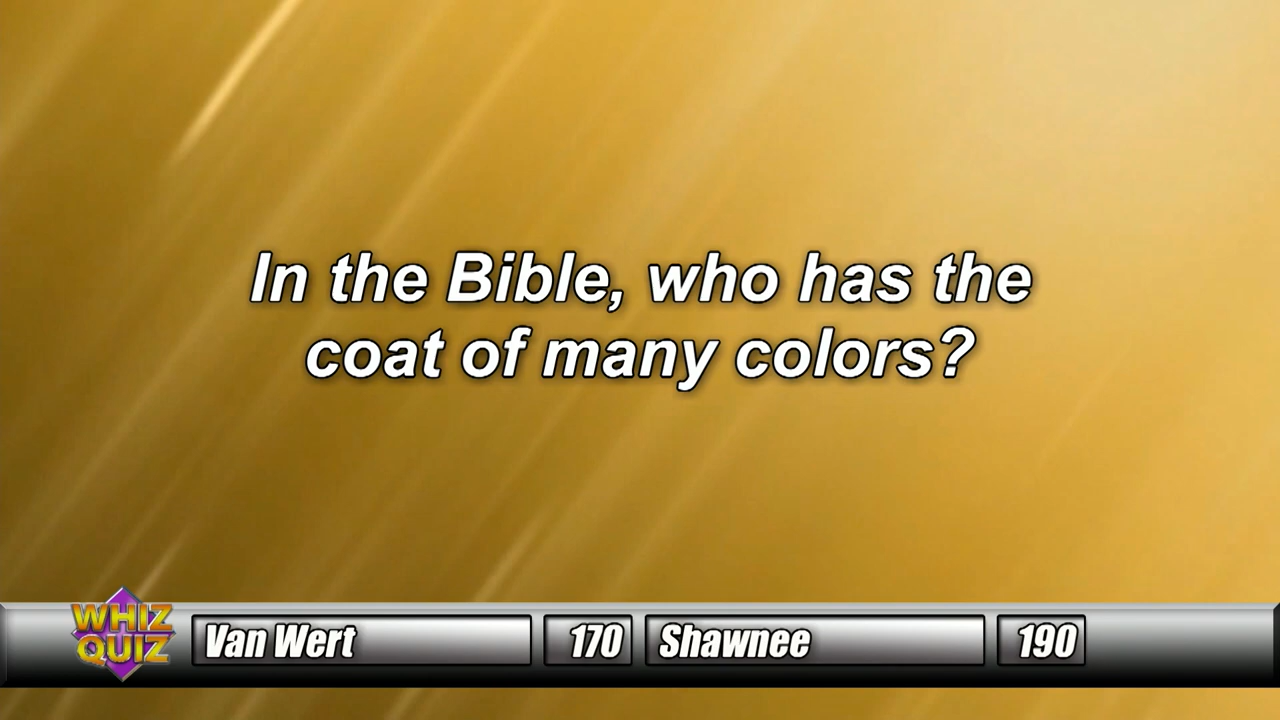 In the Bible, who has the
coat of many colors?
WHIZ
QUIZ
Van Wert 170 Shawnee 190